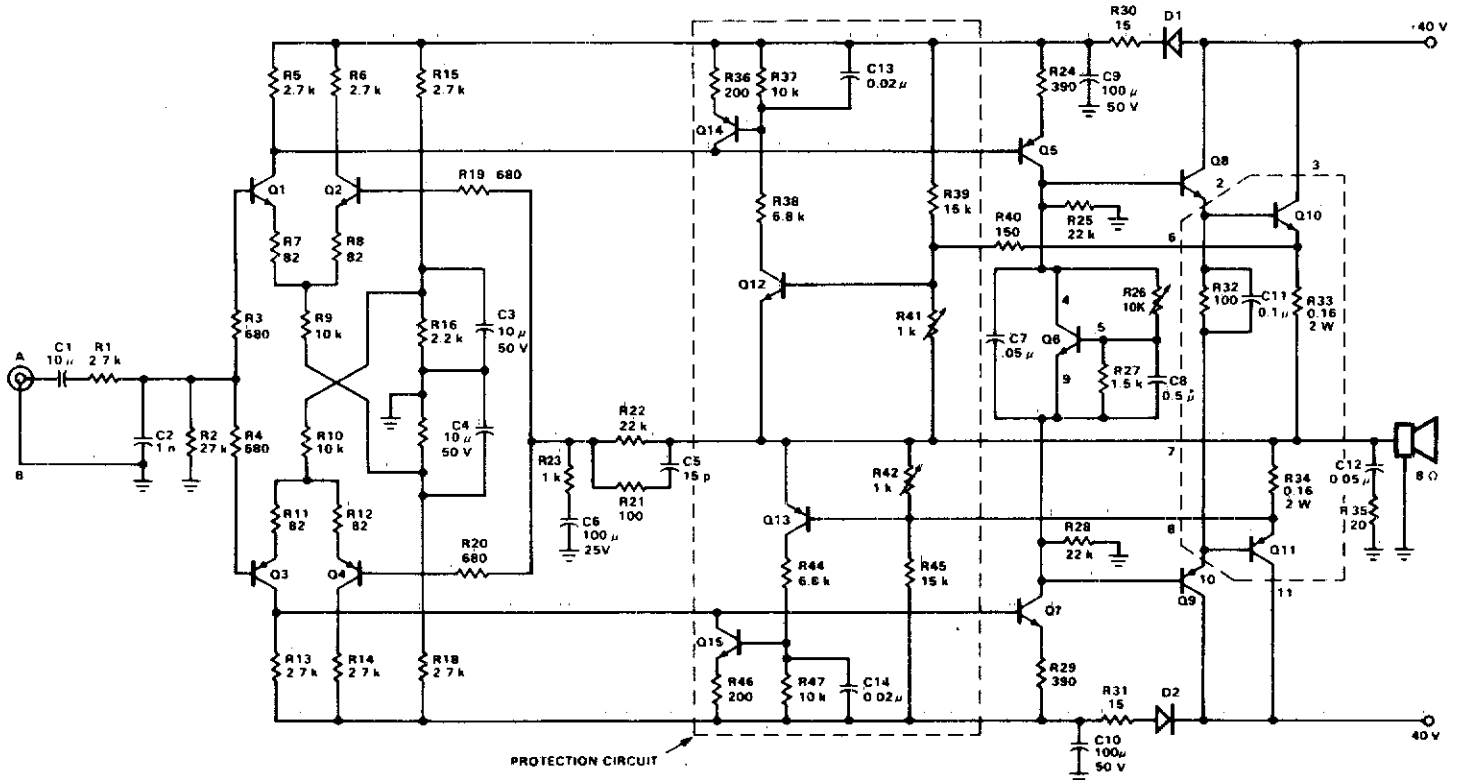 A
B
C1
10 µ
R1
2 7 k
C2
1 n
R2
27 k
R3
680
R4
680
R5
2.7 k
R6
2.7 k
R15
2.7 k
Q1
Q2
R19 680
R7
82
R8
82
R9
10 k
R10
10 k
R16
2.2 k
C3
10 µ
50 V
C4
10 µ
50 V
R11
82
R12
82
Q3
Q4
R20
680
R13
2 7 k
R14
2 7 k
R18
2 7 k
R22
22 k
R23
1 k
C5
15 p
R21
100
C6
100 µ
25V
R36
200
R37
10 k
C13
0.02 µ
Q14
R38
6.8 k
R39
15 k
R40
150
Q12
R41
1 k
R42
1 k
Q13
R44
6.8 k
R45
15 k
Q15
R46
200
R47
10 k
C14
0 02 µ
PROTECTION CIRCUIT
R30
15
D1
40 V
R24
390
C9
100 µ
50 V
Q5
Q8
2
3
Q10
R25
22 k
6
4
R26
10K
C7
.05 µ
Q6
5
9
R27
1.5 k
C8
0.5 µ
R32
100
C11
0.1 µ
R33
0.16
2 W
7
R34
0.16
2 W
C12
0 05 µ
R35
20
8 Ω
R28
22 k
8
10
Q11
11
Q9
Q7
R29
390
R31
15
D2
C10
100µ
50 V
40 V